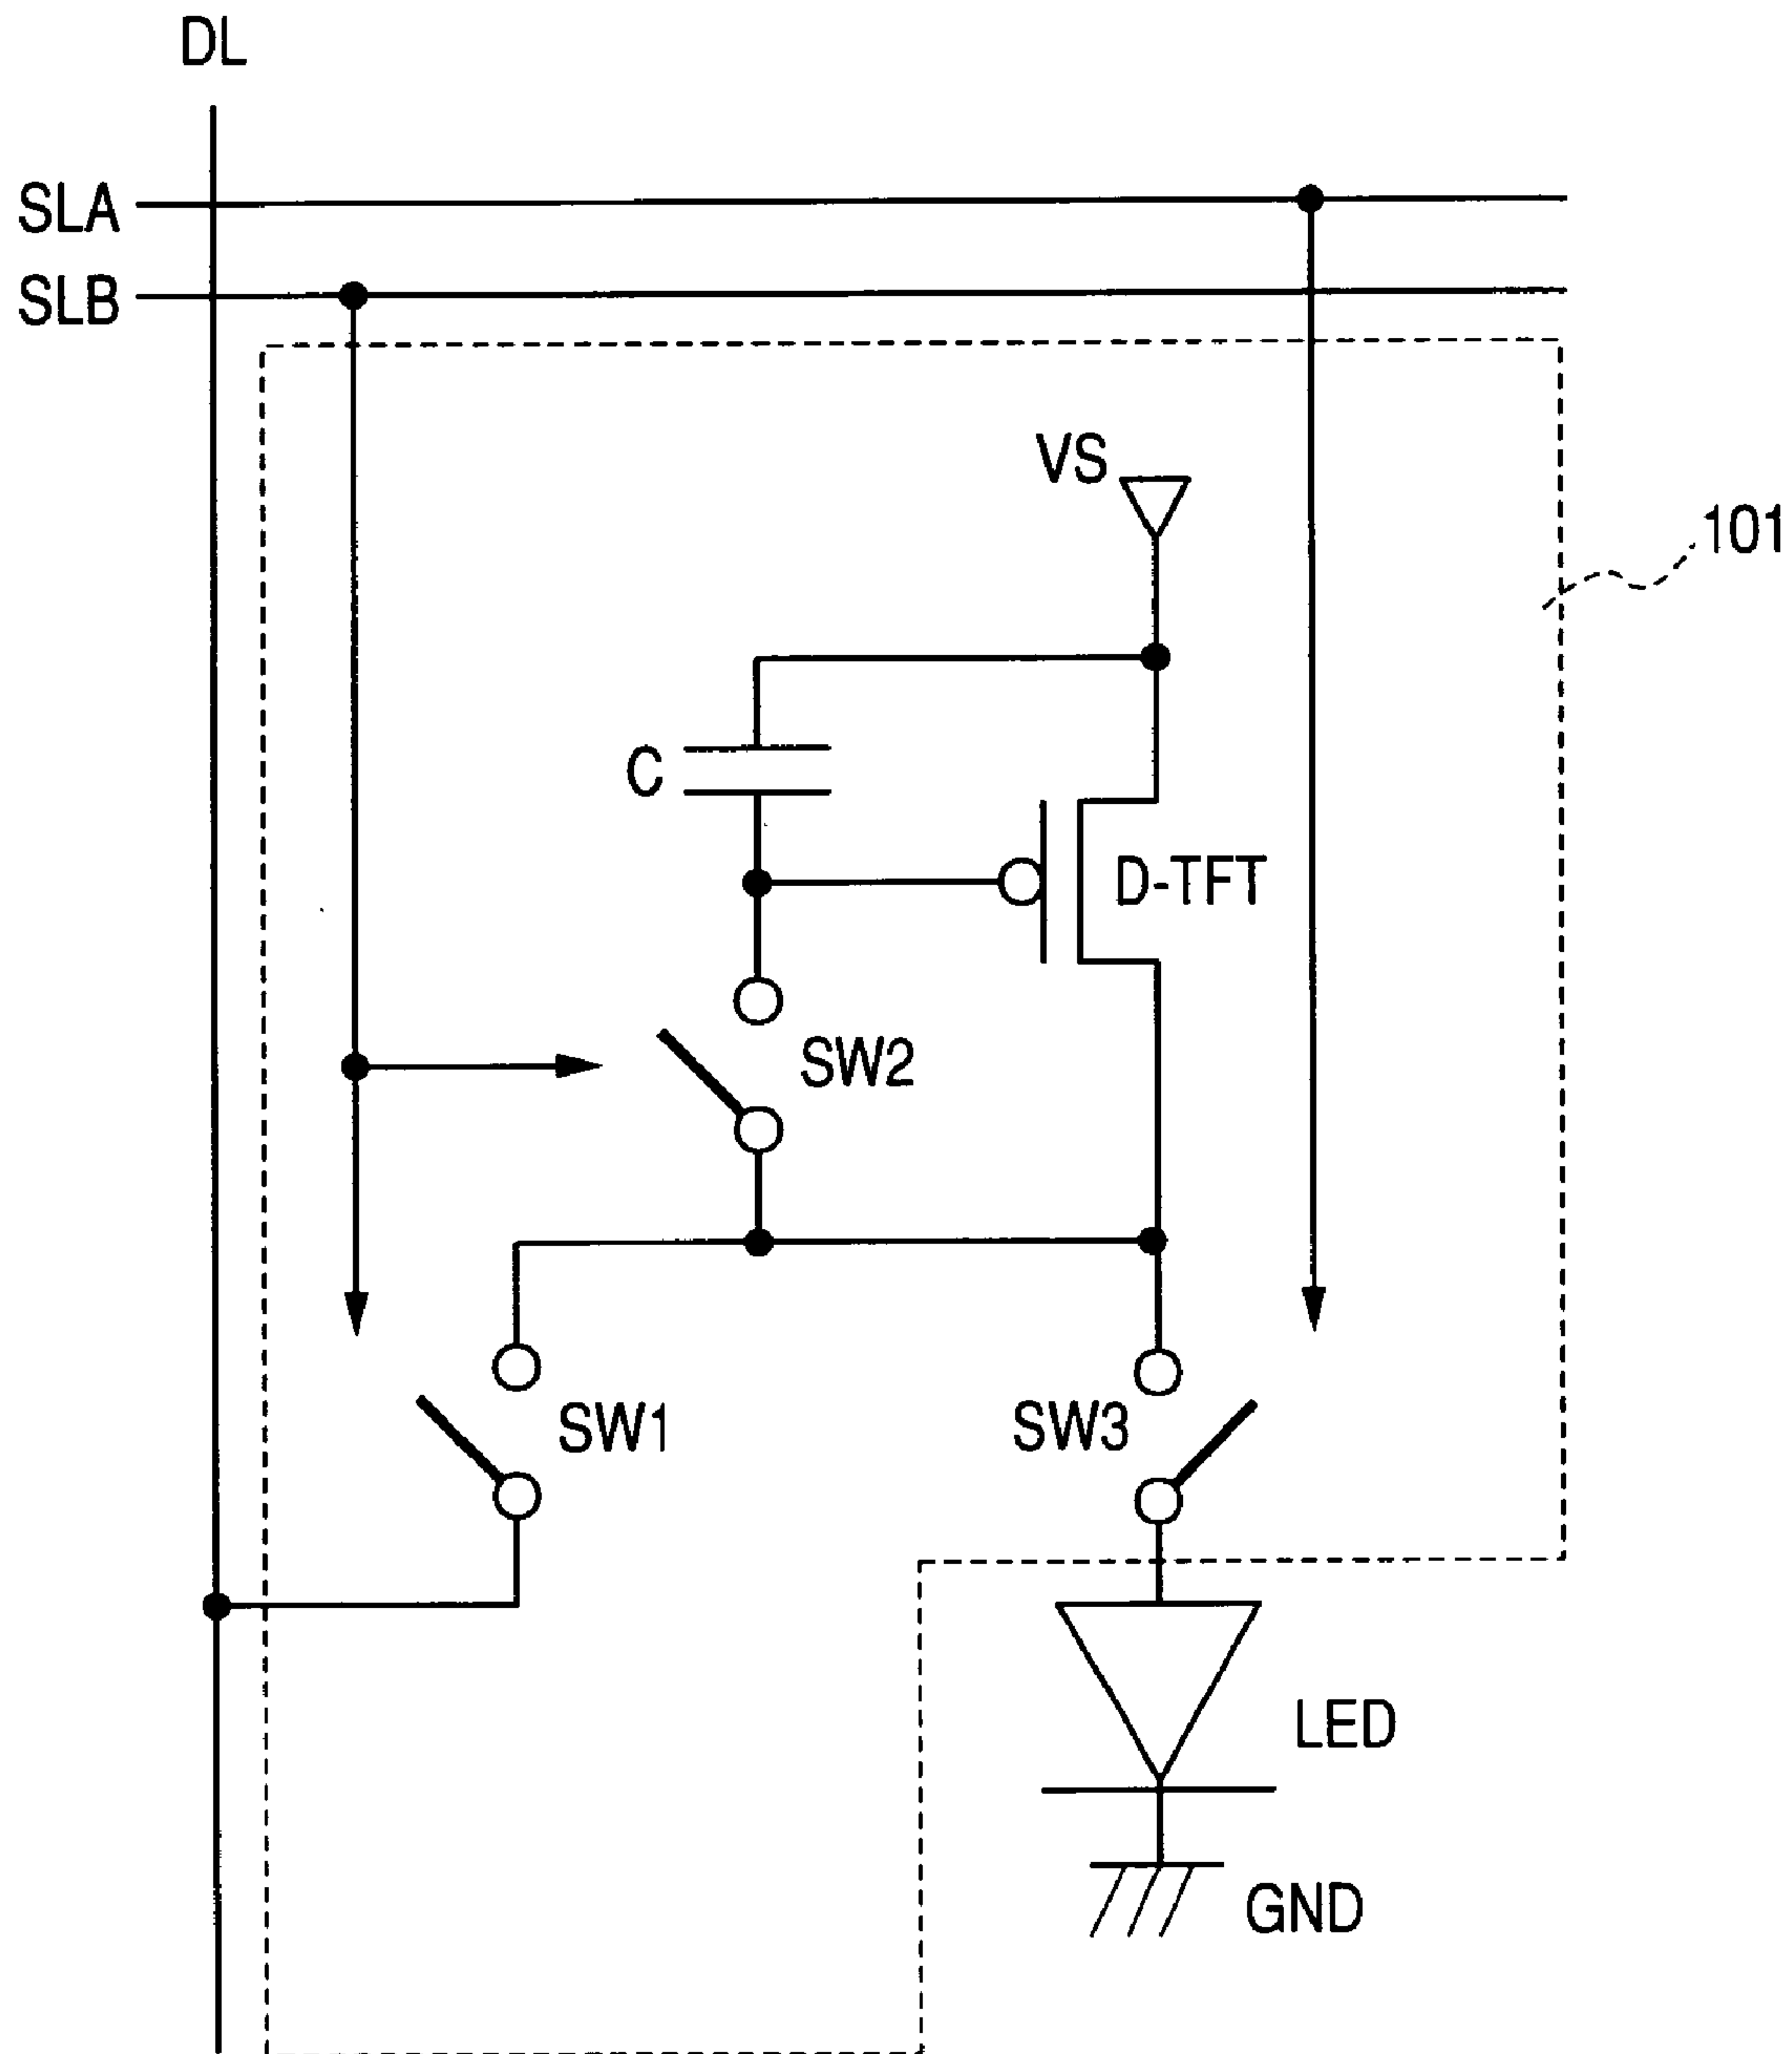 DL
SLA
SLB
VS
101
C
D-TFT
SW2
SW1
SW3
LED
GND